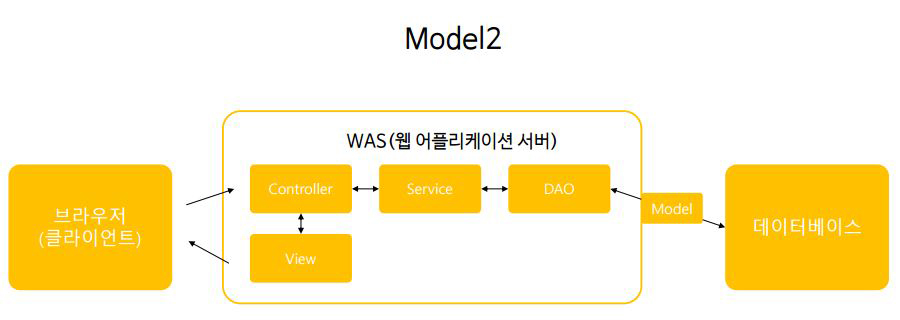 Model2
WAS(웹 어플리케이션 서버)
브라우저
(클라이언트)
Controller
Service
DAO
Model
데이터베이스
View